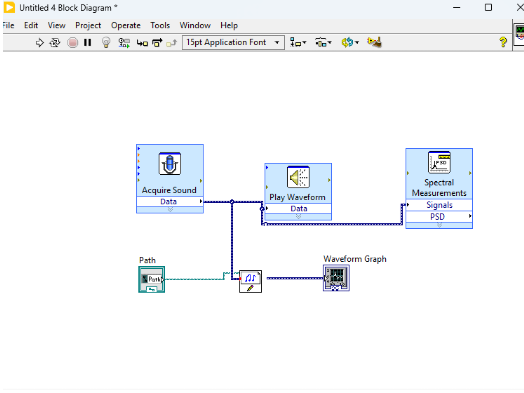 Untitled 4 Block Diagram *
File Edit View Project Operate Tools Window Help
15pt Application Font
Acquire Sound
Data
Play Waveform
Data
Spectral
Measurements
Signals
PSD
Path
Path
Waveform Graph